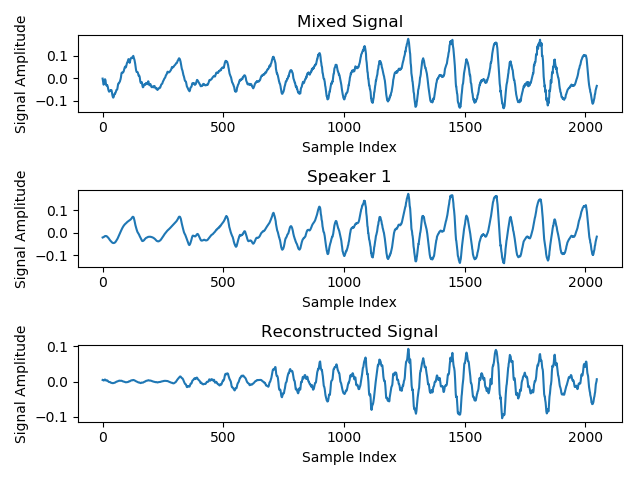 Mixed Signal
Signal Amplitude
0.1
0.0
−0.1
0 500 1000 1500 2000
Sample Index
Speaker 1
Signal Amplitude
0.1
0.0
−0.1
0 500 1000 1500 2000
Sample Index
Reconstructed Signal
Signal Amplitude
0.1
0.0
−0.1
0 500 1000 1500 2000
Sample Index